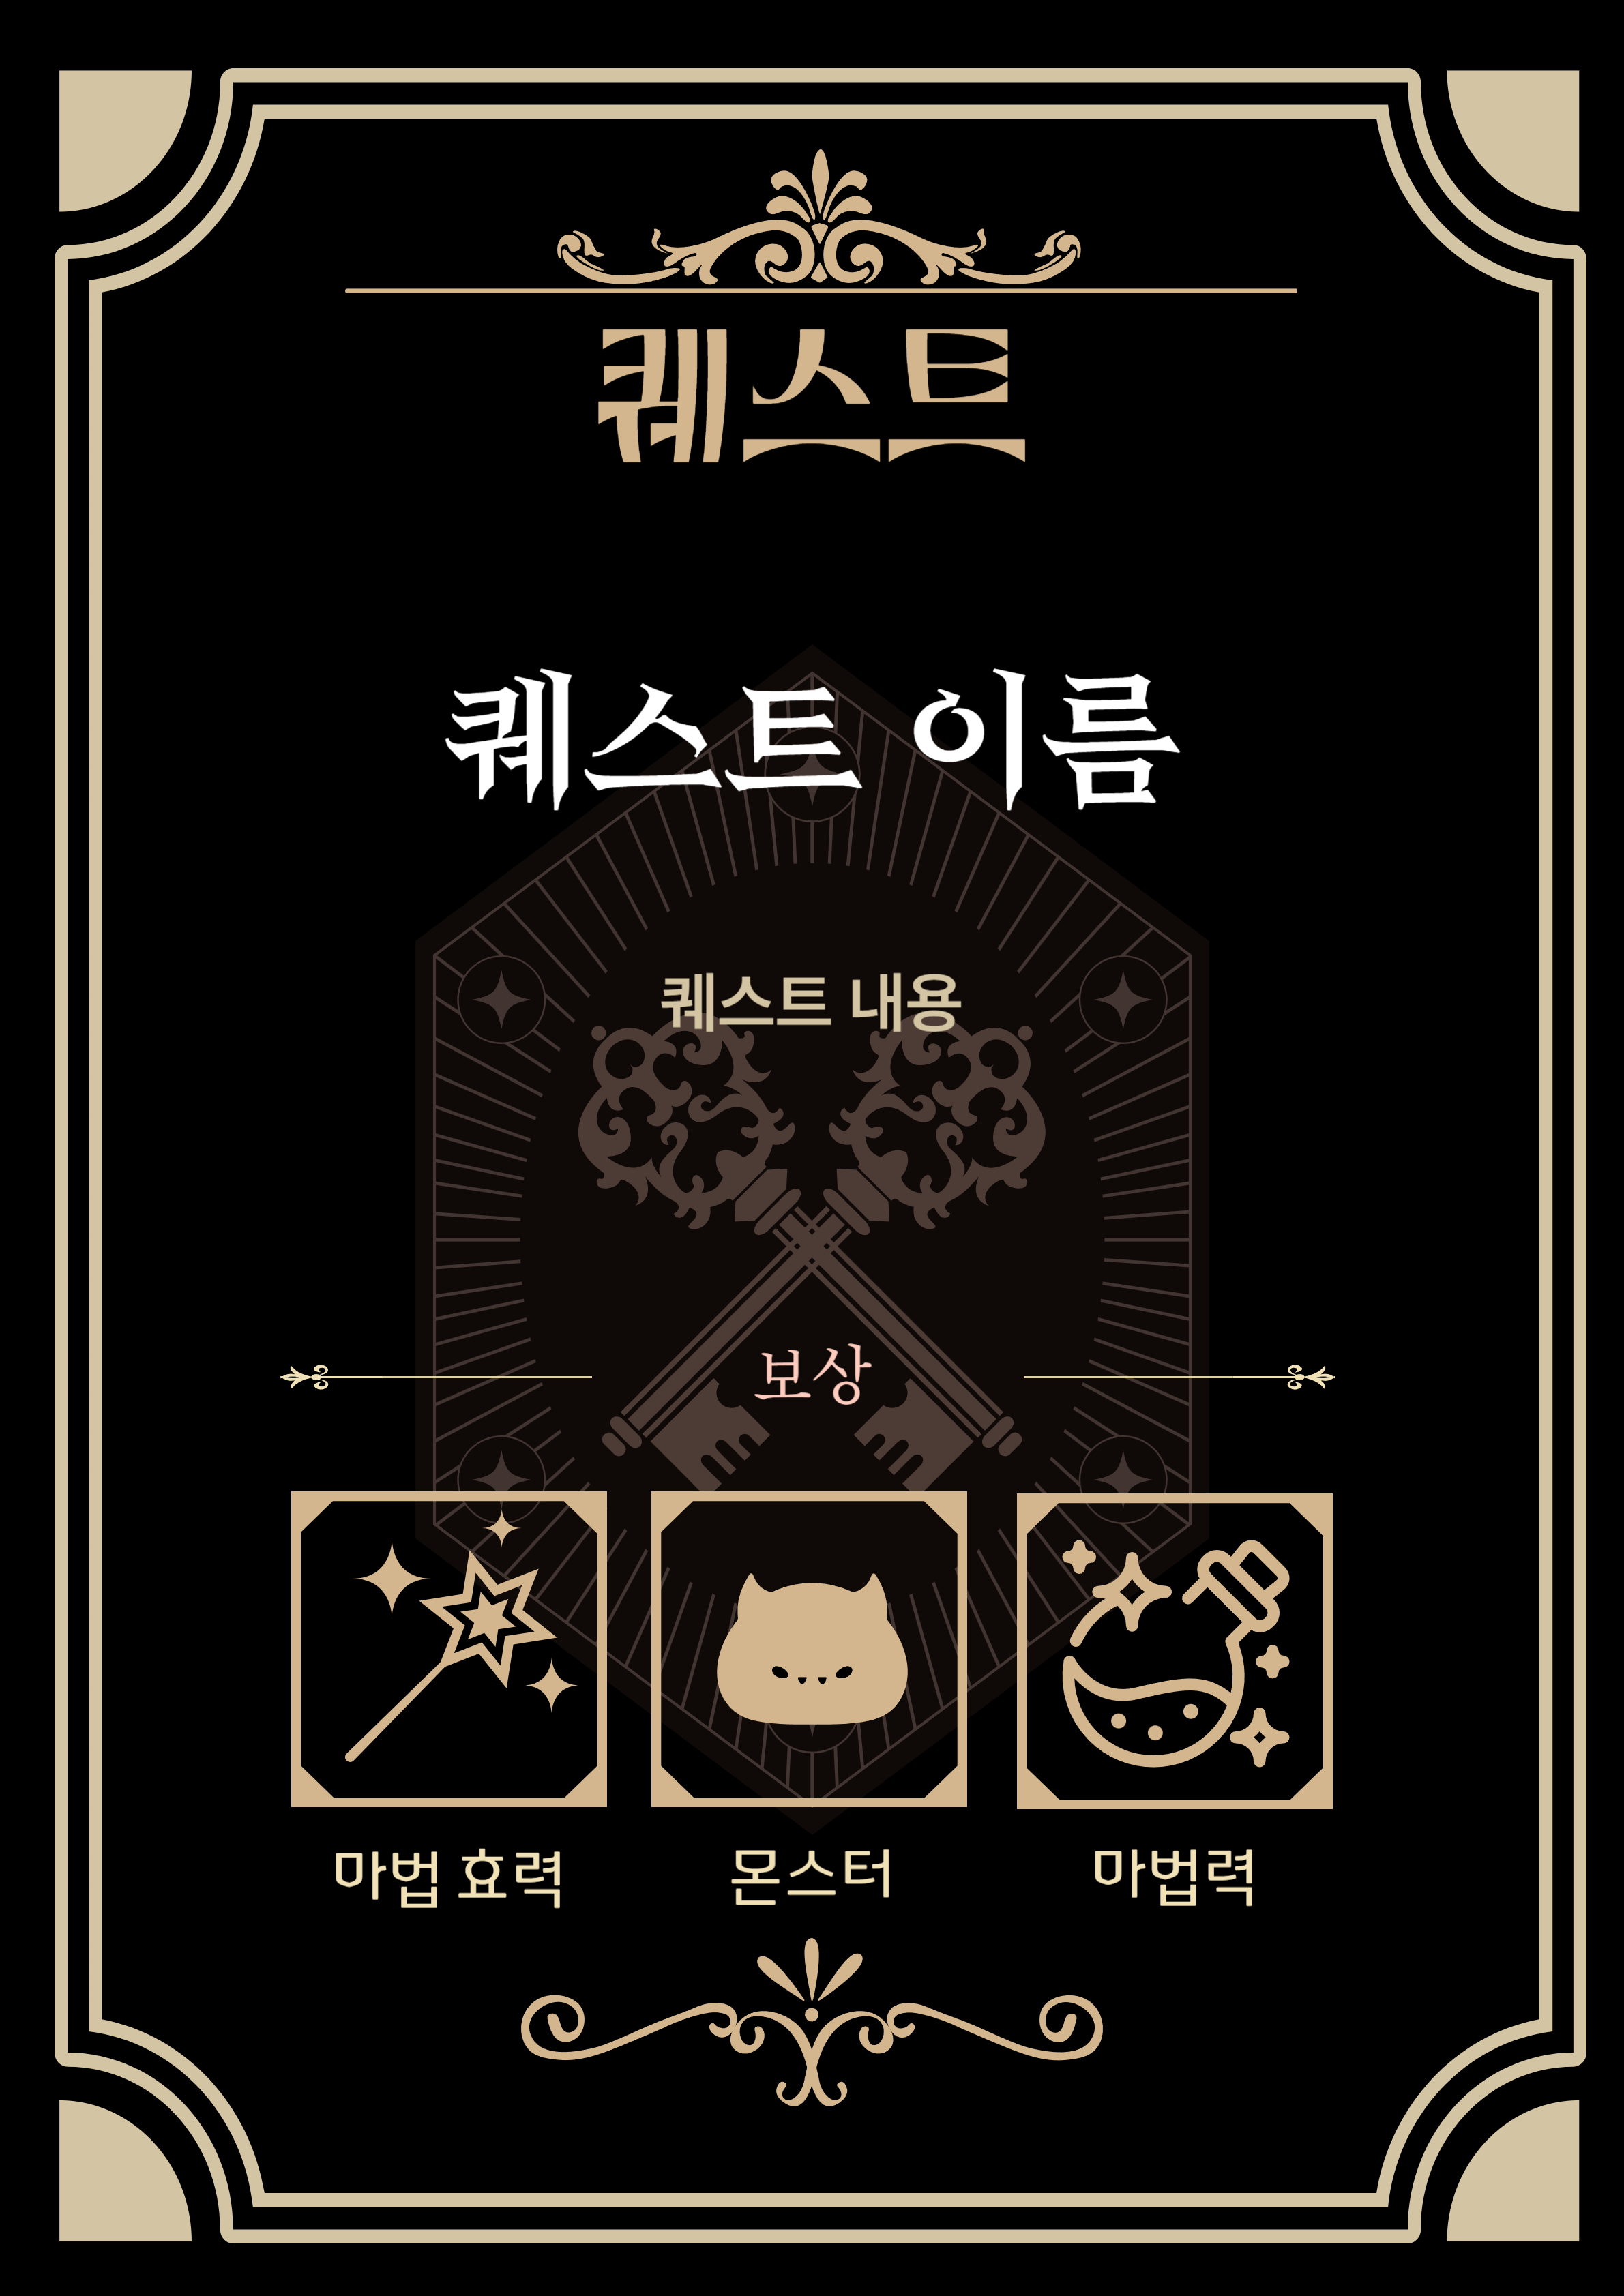 퀘스트
퀘스트 이름
퀘스트 내용
보상
마법 효력
몬스터
마법력